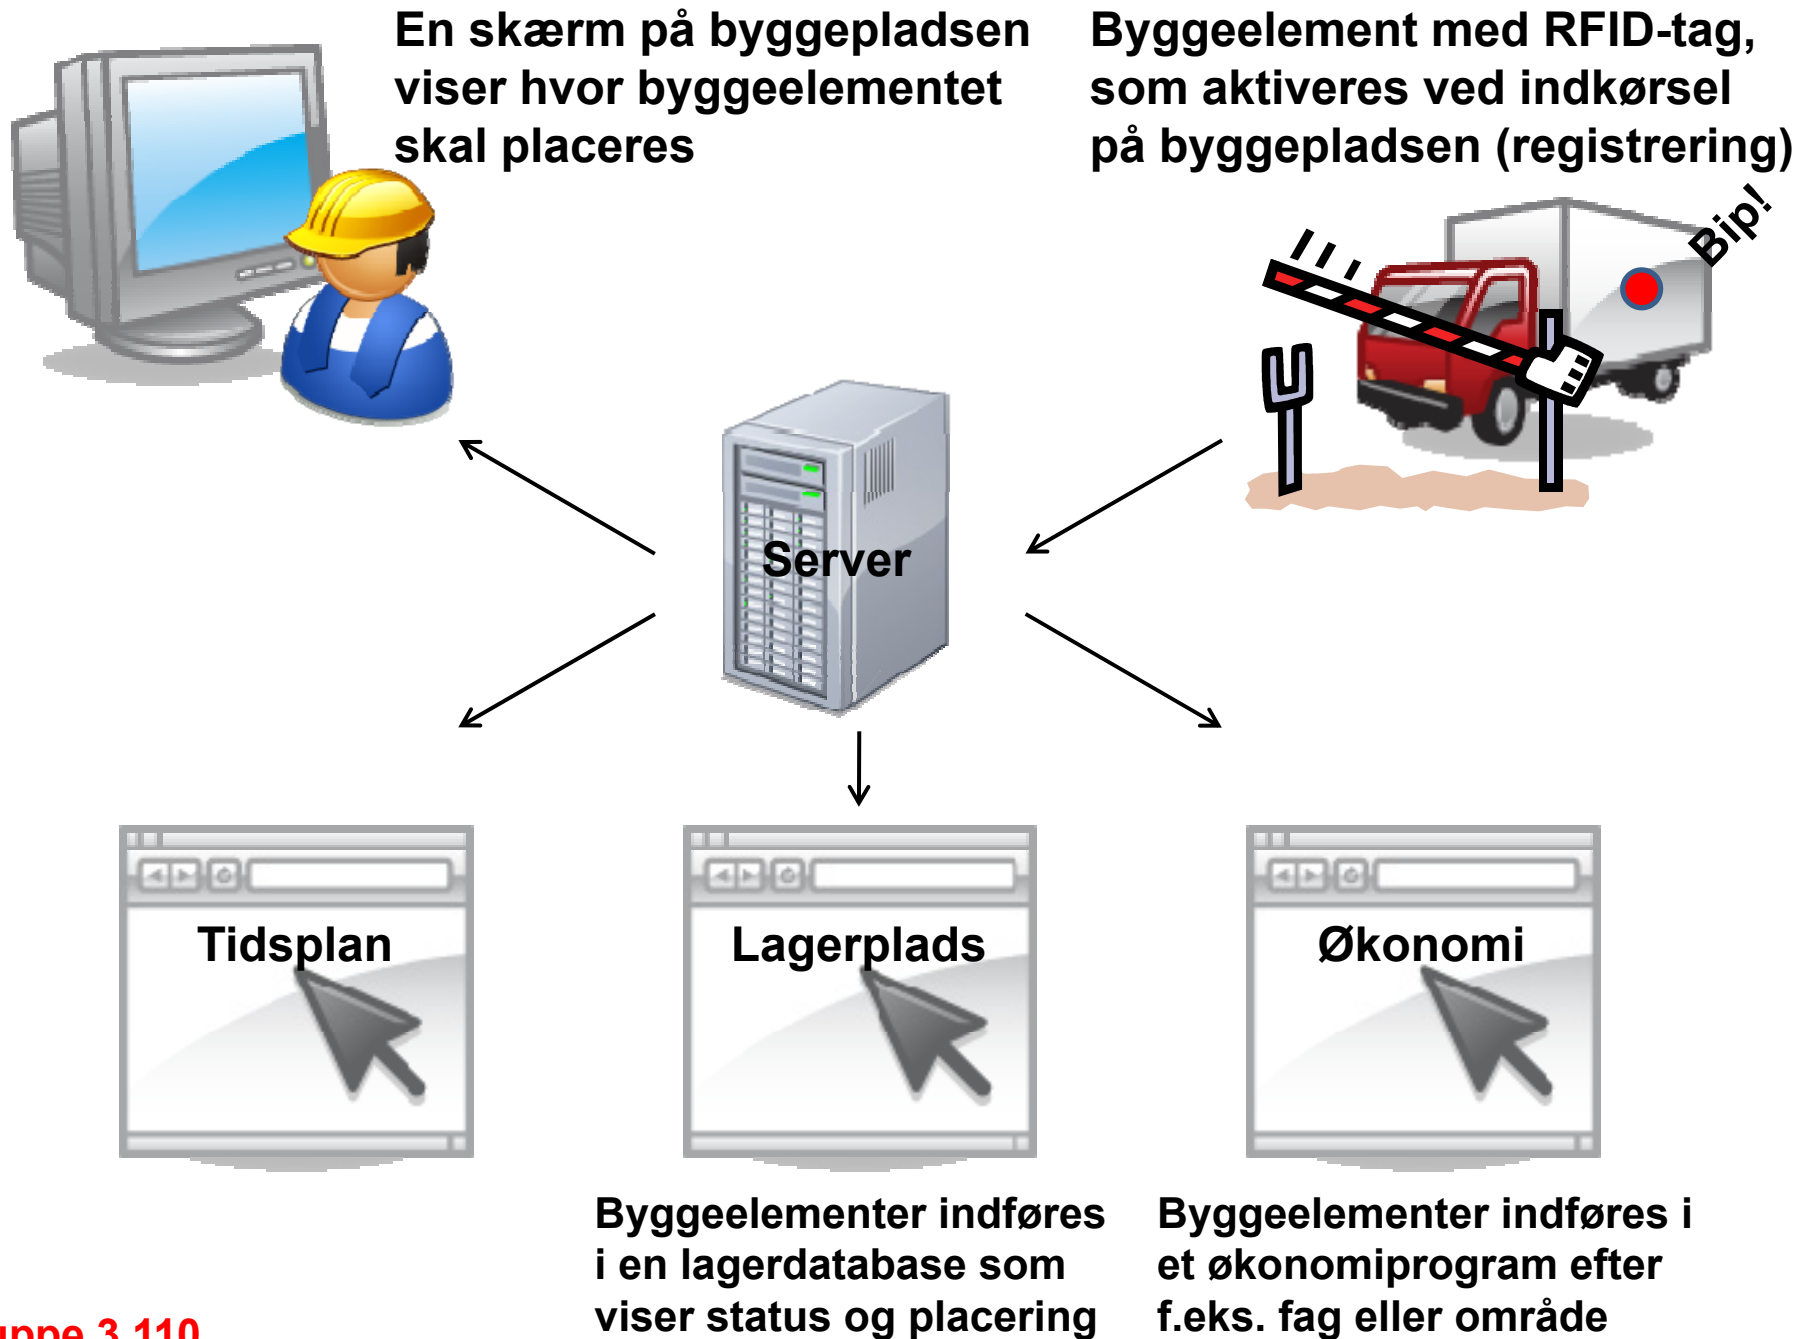 En skærm på byggepladsen
viser hvor byggeelementet
skal placeres
Byggeelement med RFID-tag,
som aktiveres ved indkørsel
på byggepladsen (registrering)
Bip!
Server
Tidsplan
Lagerplads
Økonomi
Byggeelementer indføres
i en lagerdatabase som
viser status og placering
Byggeelementer indføres i
et økonomiprogram efter
f.eks. fag eller område
3.110